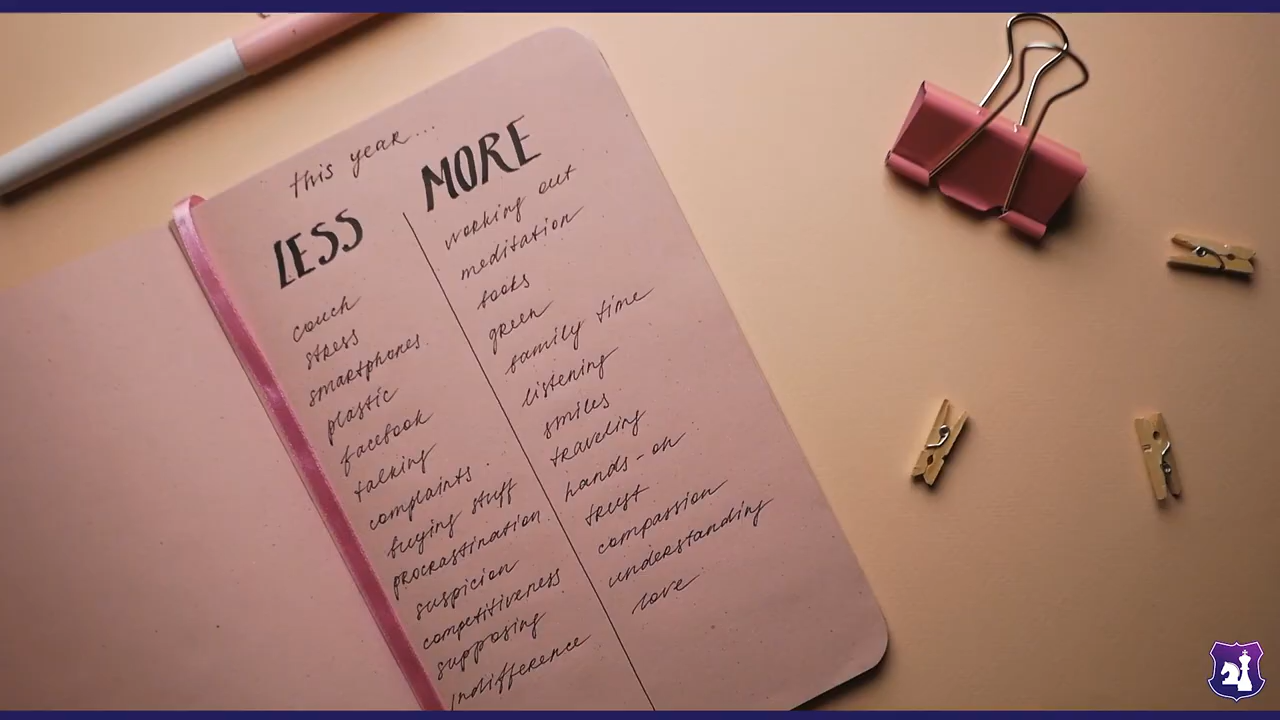 this year...
LESS
couch
stress
smartphones
plastic
facebook
talking
complaints
buying stuff
procrastination
suspicion
competitiveness
supposing
indifference
MORE
working out
meditation
books
green
family time
listening
smiles
traveling
hands-on
trust
compassion
understanding
love